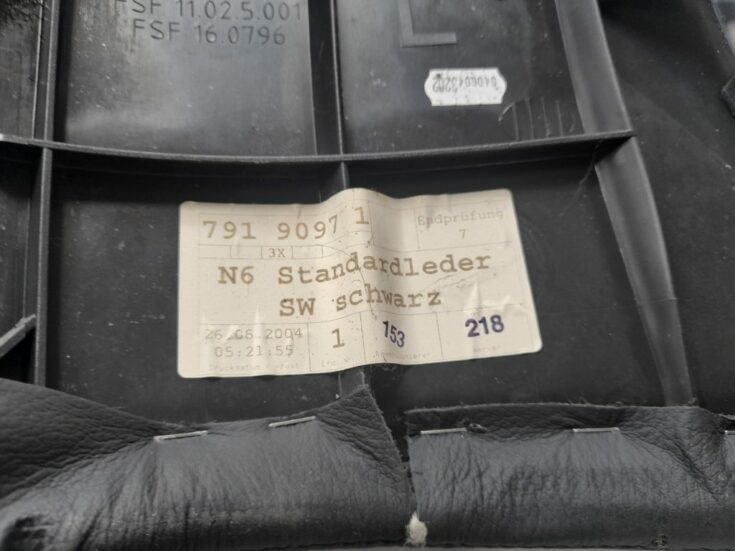 FSF 11.02.5.001
FSF 16.0796
L
791 9097 1
Endprüfung
7
3X
N6 Standardleder
SW schwarz
26.06.2004
05:21:55
1
153
218